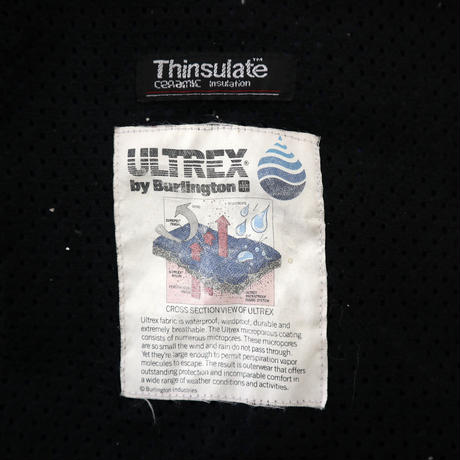 Thinsulate™
ceramic Insulation
ULTREX®
by Burlington
CROSS SECTION VIEW OF ULTREX
Ultrex fabric is waterproof, windproof, durable and
extremely breathable. The Ultrex microporous coating
consists of numerous micropores. These micropores
are so small the wind and rain do not pass through.
Yet they're large enough to permit perspiration vapor
molecules to escape. The result is outerwear that offers
outstanding protection and incomparable comfort in
a wide range of weather conditions and activities.
© Burlington Industries